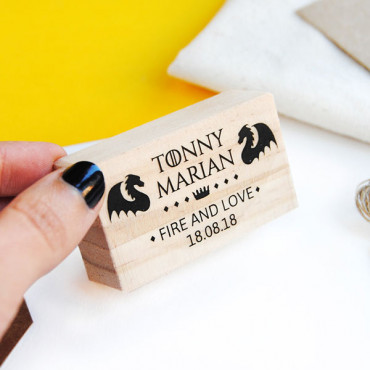 TONNY
MARIAN
FIRE AND LOVE
18.08.18